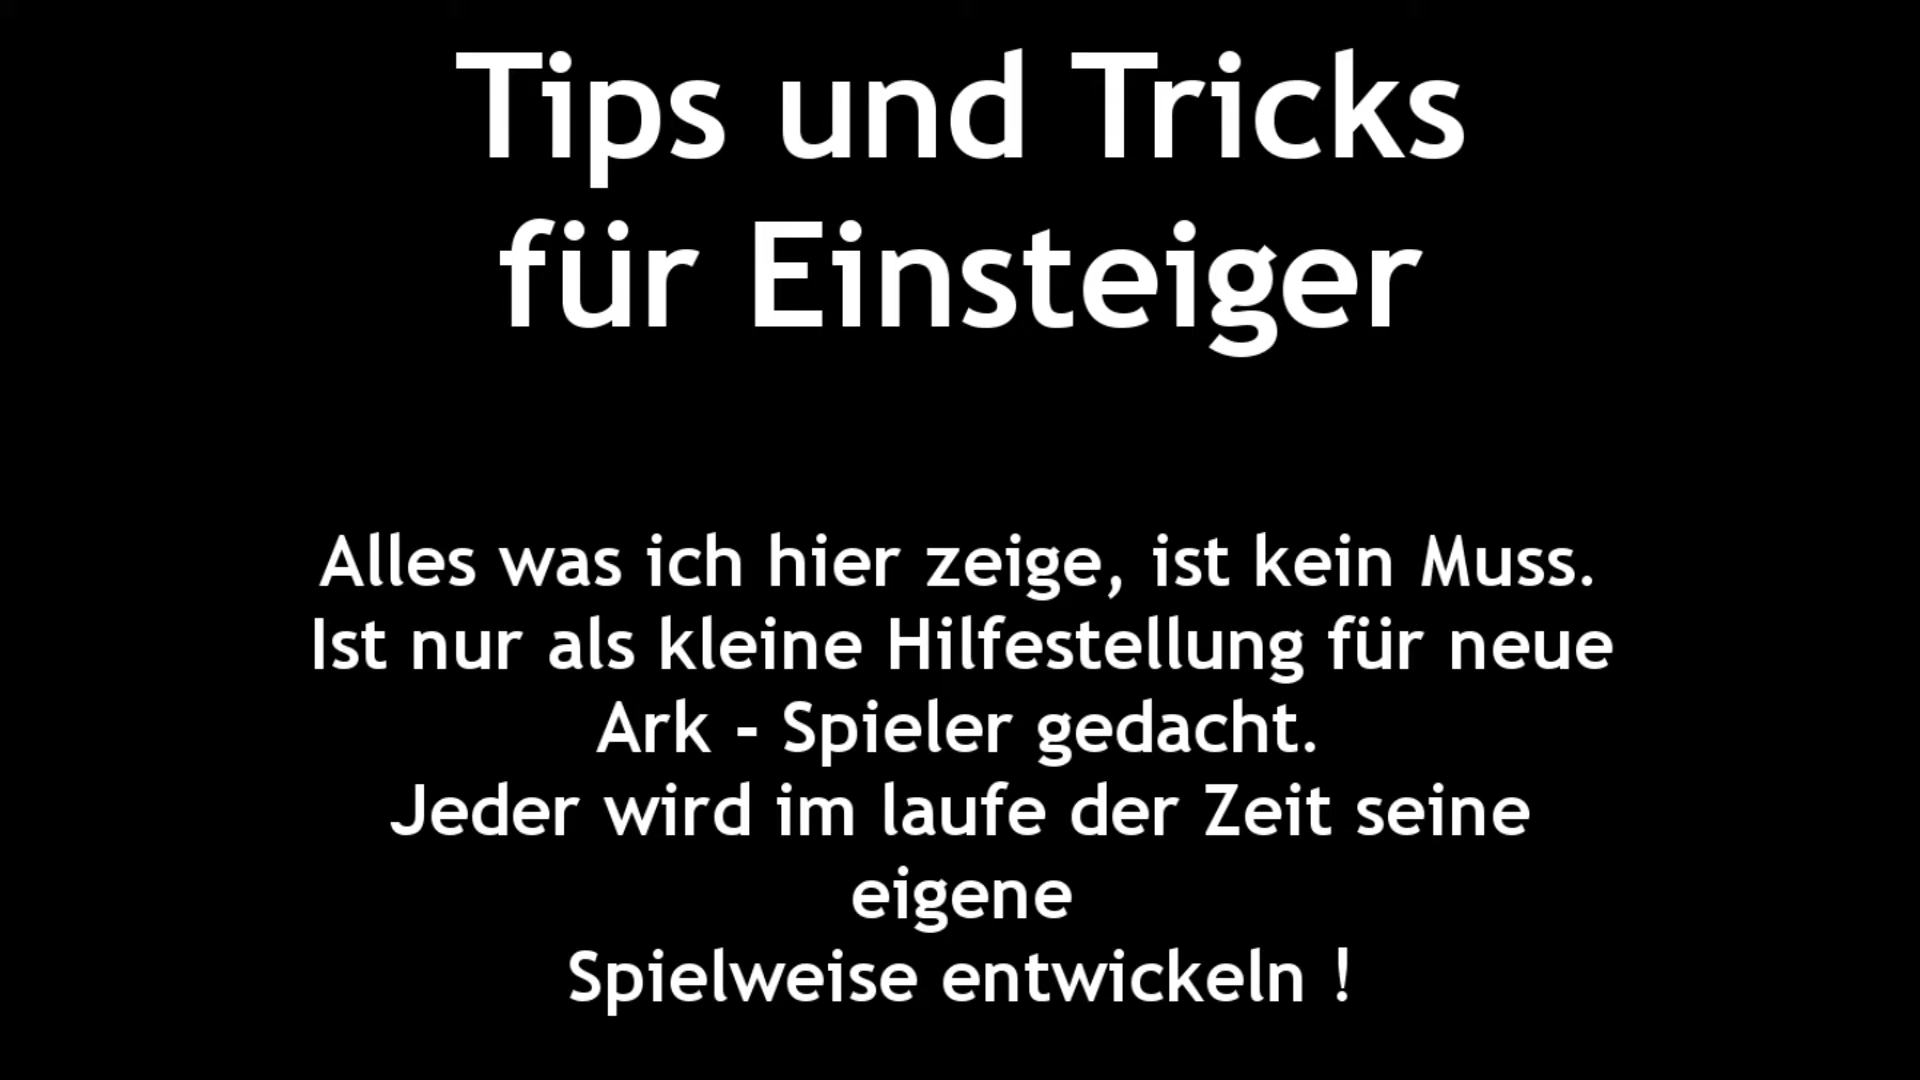 Tips und Tricks
für Einsteiger
Alles was ich hier zeige, ist kein Muss.
Ist nur als kleine Hilfestellung für neue
Ark - Spieler gedacht.
Jeder wird im laufe der Zeit seine
eigene
Spielweise entwickeln !